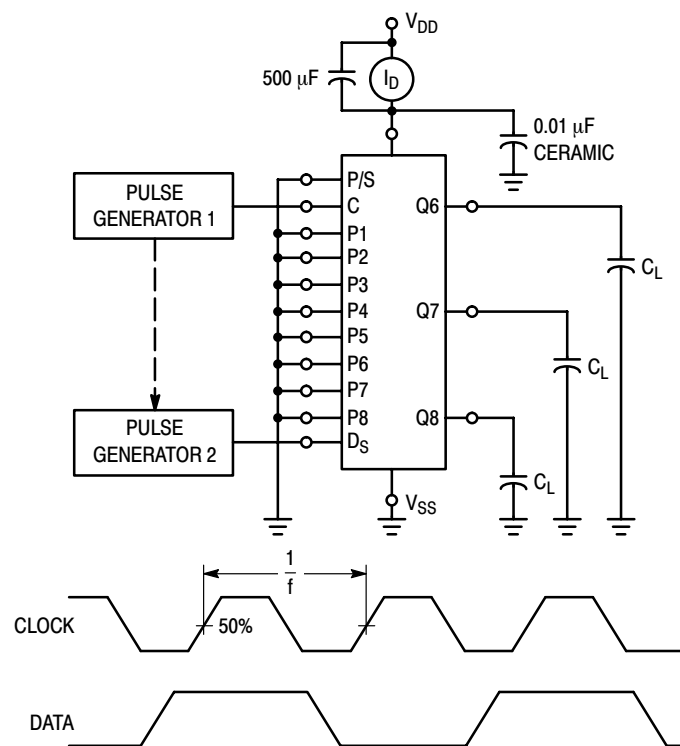 V_DD
500 μF
I_D
0.01 μF
CERAMIC
PULSE
GENERATOR 1
PULSE
GENERATOR 2
P/S
C
P1
P2
P3
P4
P5
P6
P7
P8
D_S
Q6
Q7
Q8
C_L
C_L
C_L
V_SS
1
f
CLOCK
50%
DATA